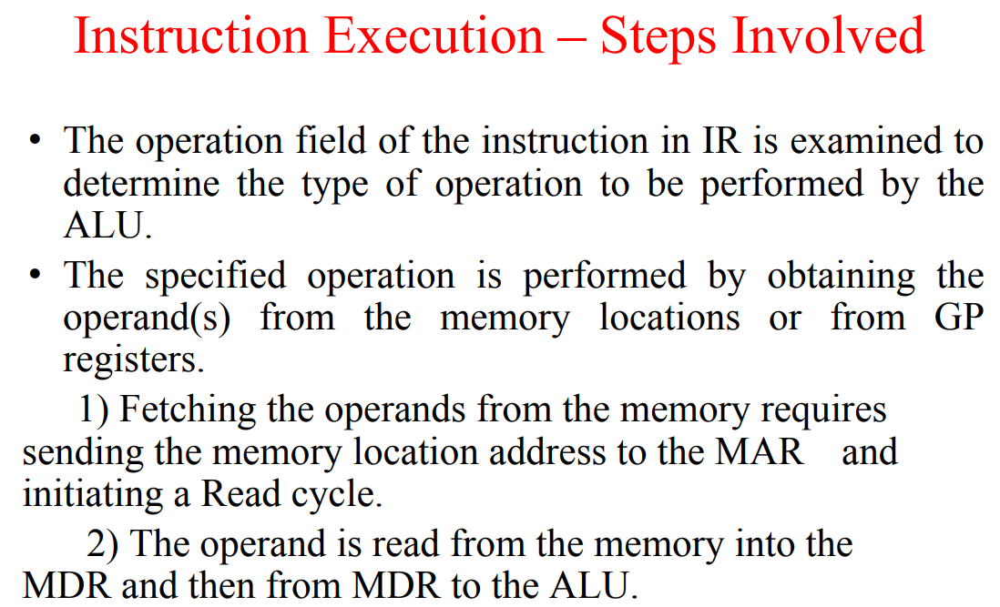 Instruction Execution – Steps Involved
• The operation field of the instruction in IR is examined to
determine the type of operation to be performed by the
ALU.
• The specified operation is performed by obtaining the
operand(s) from the memory locations or from GP
registers.
1) Fetching the operands from the memory requires
sending the memory location address to the MAR and
initiating a Read cycle.
2) The operand is read from the memory into the
MDR and then from MDR to the ALU.